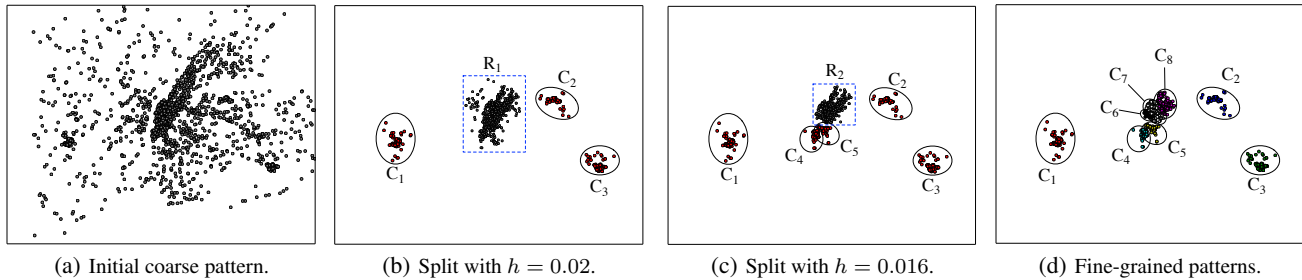 R₁
C₂
C₁
C₃
R₂
C₂
C₄
C₅
C₁
C₃
C₈
C₇
C₂
C₆
C₄
C₅
C₁
C₃
(a) Initial coarse pattern.
(b) Split with h = 0.02.
(c) Split with h = 0.016.
(d) Fine-grained patterns.